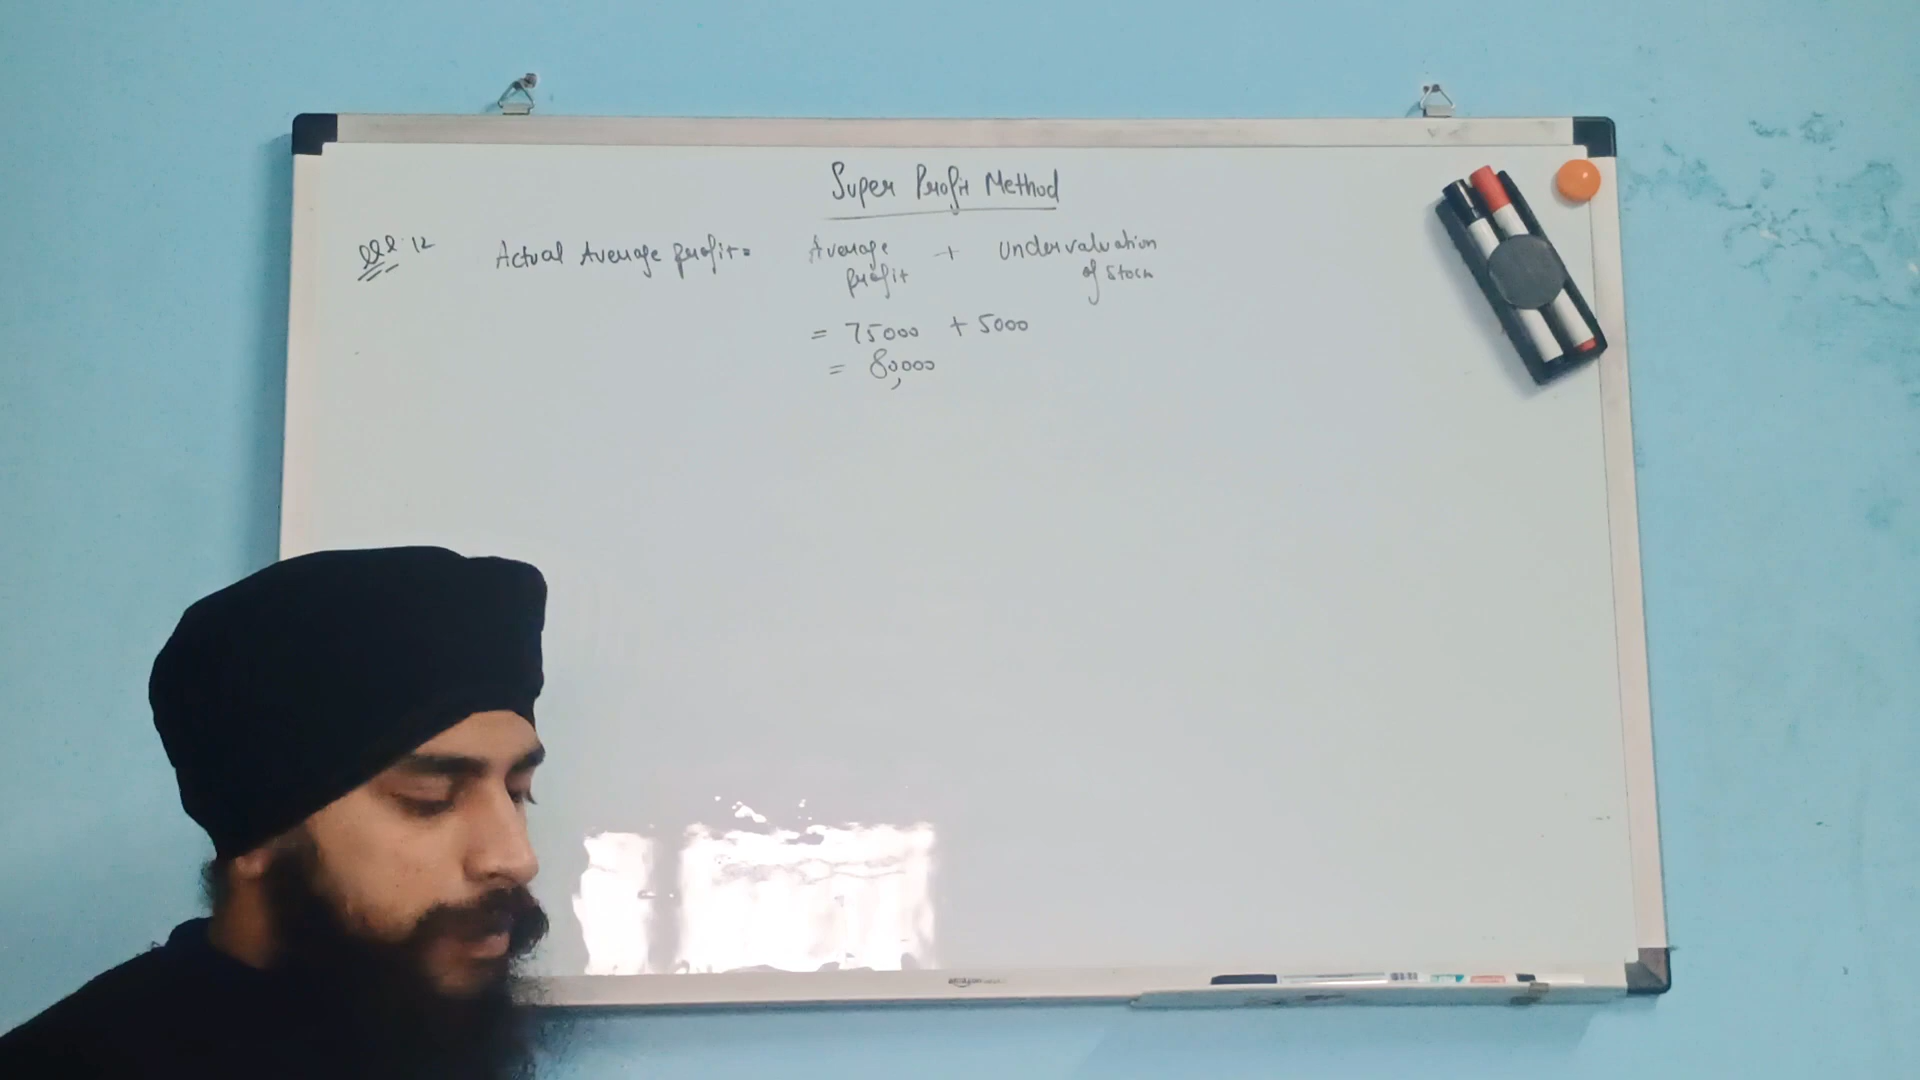 Super Profit Method
Ill: 12 Actual Average profit = Average profit + undervaluation of stock
= 75000 + 5000
= 80,000